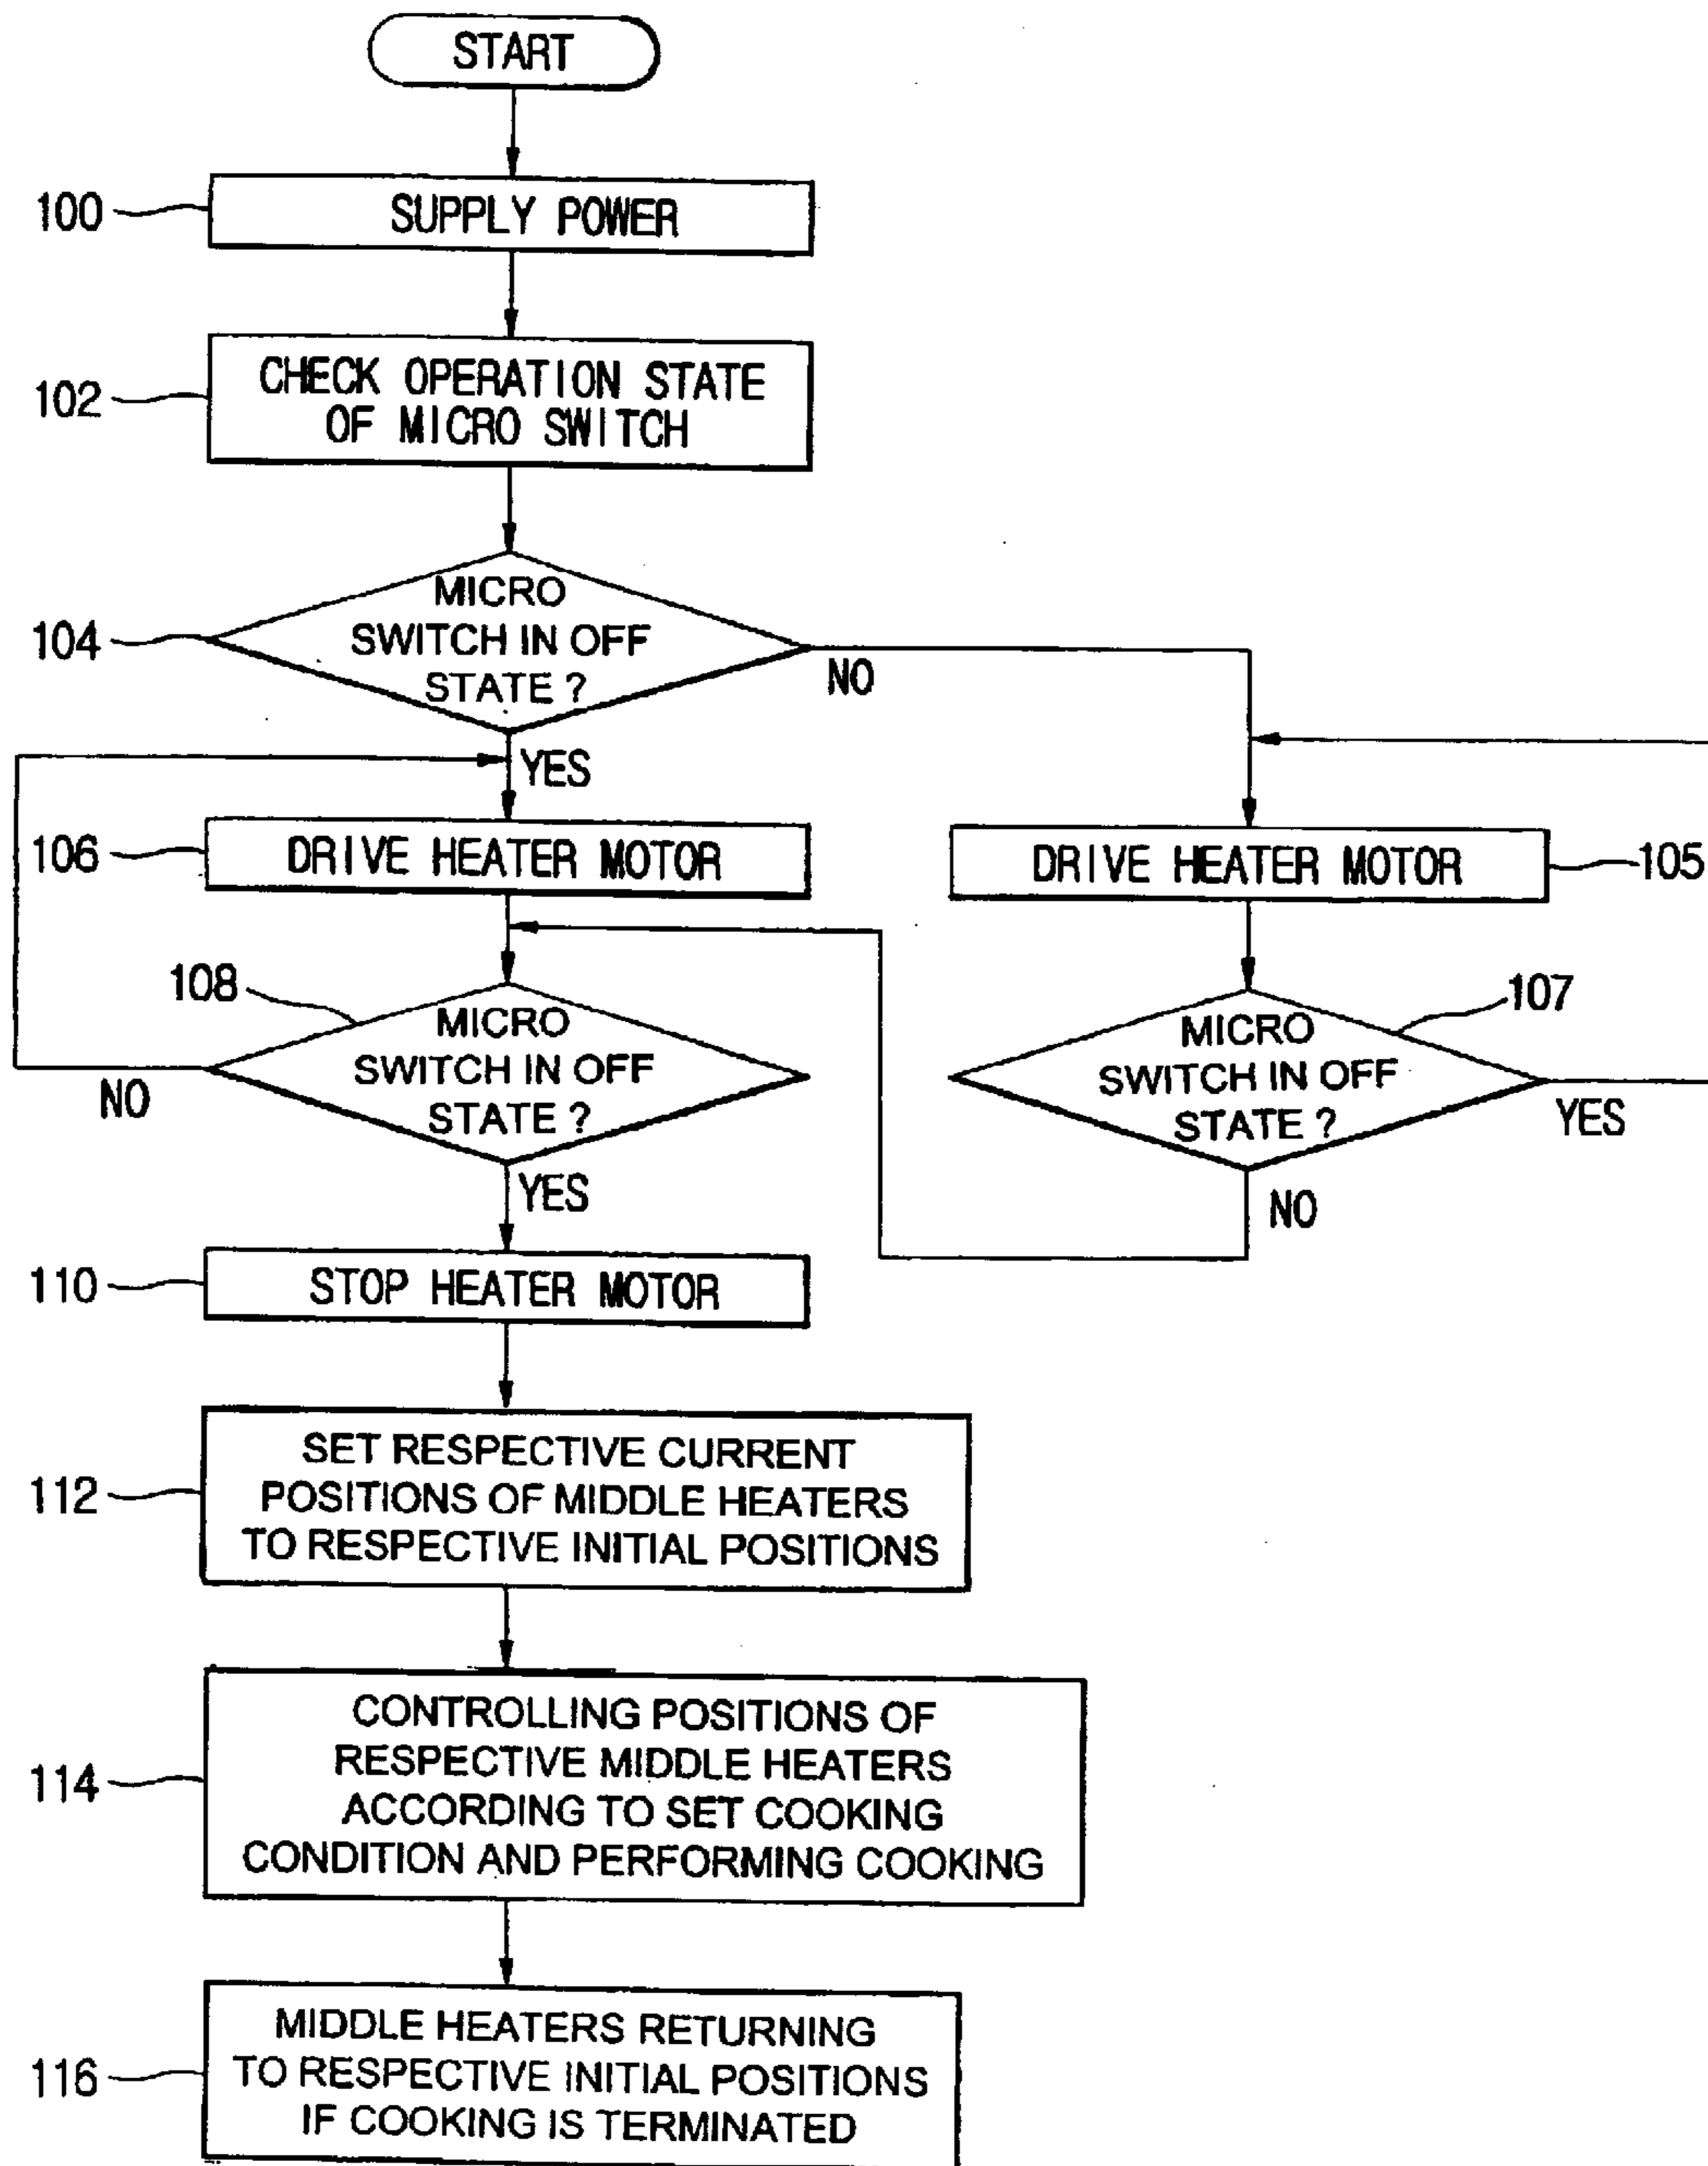 START
100
SUPPLY POWER
102
CHECK OPERATION STATE
OF MICRO SWITCH
104
MICRO
SWITCH IN OFF
STATE ?
NO
YES
106
DRIVE HEATER MOTOR
DRIVE HEATER MOTOR
105
108
MICRO
SWITCH IN OFF
STATE ?
NO
YES
107
MICRO
SWITCH IN OFF
STATE ?
YES
NO
110
STOP HEATER MOTOR
112
SET RESPECTIVE CURRENT
POSITIONS OF MIDDLE HEATERS
TO RESPECTIVE INITIAL POSITIONS
114
CONTROLLING POSITIONS OF
RESPECTIVE MIDDLE HEATERS
ACCORDING TO SET COOKING
CONDITION AND PERFORMING COOKING
116
MIDDLE HEATERS RETURNING
TO RESPECTIVE INITIAL POSITIONS
IF COOKING IS TERMINATED